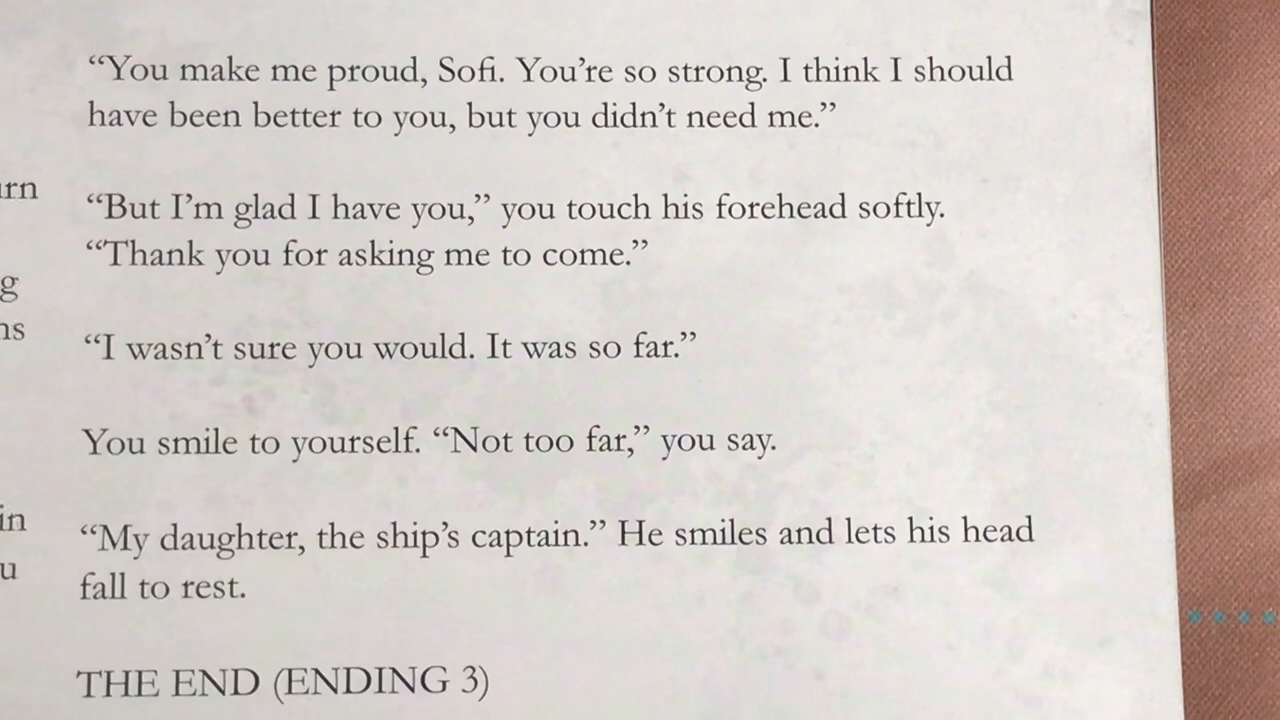 “You make me proud, Sofi. You’re so strong. I think I should
have been better to you, but you didn’t need me.”
“But I’m glad I have you,” you touch his forehead softly.
“Thank you for asking me to come.”
“I wasn’t sure you would. It was so far.”
You smile to yourself. “Not too far,” you say.
“My daughter, the ship’s captain.” He smiles and lets his head
fall to rest.
THE END (ENDING 3)